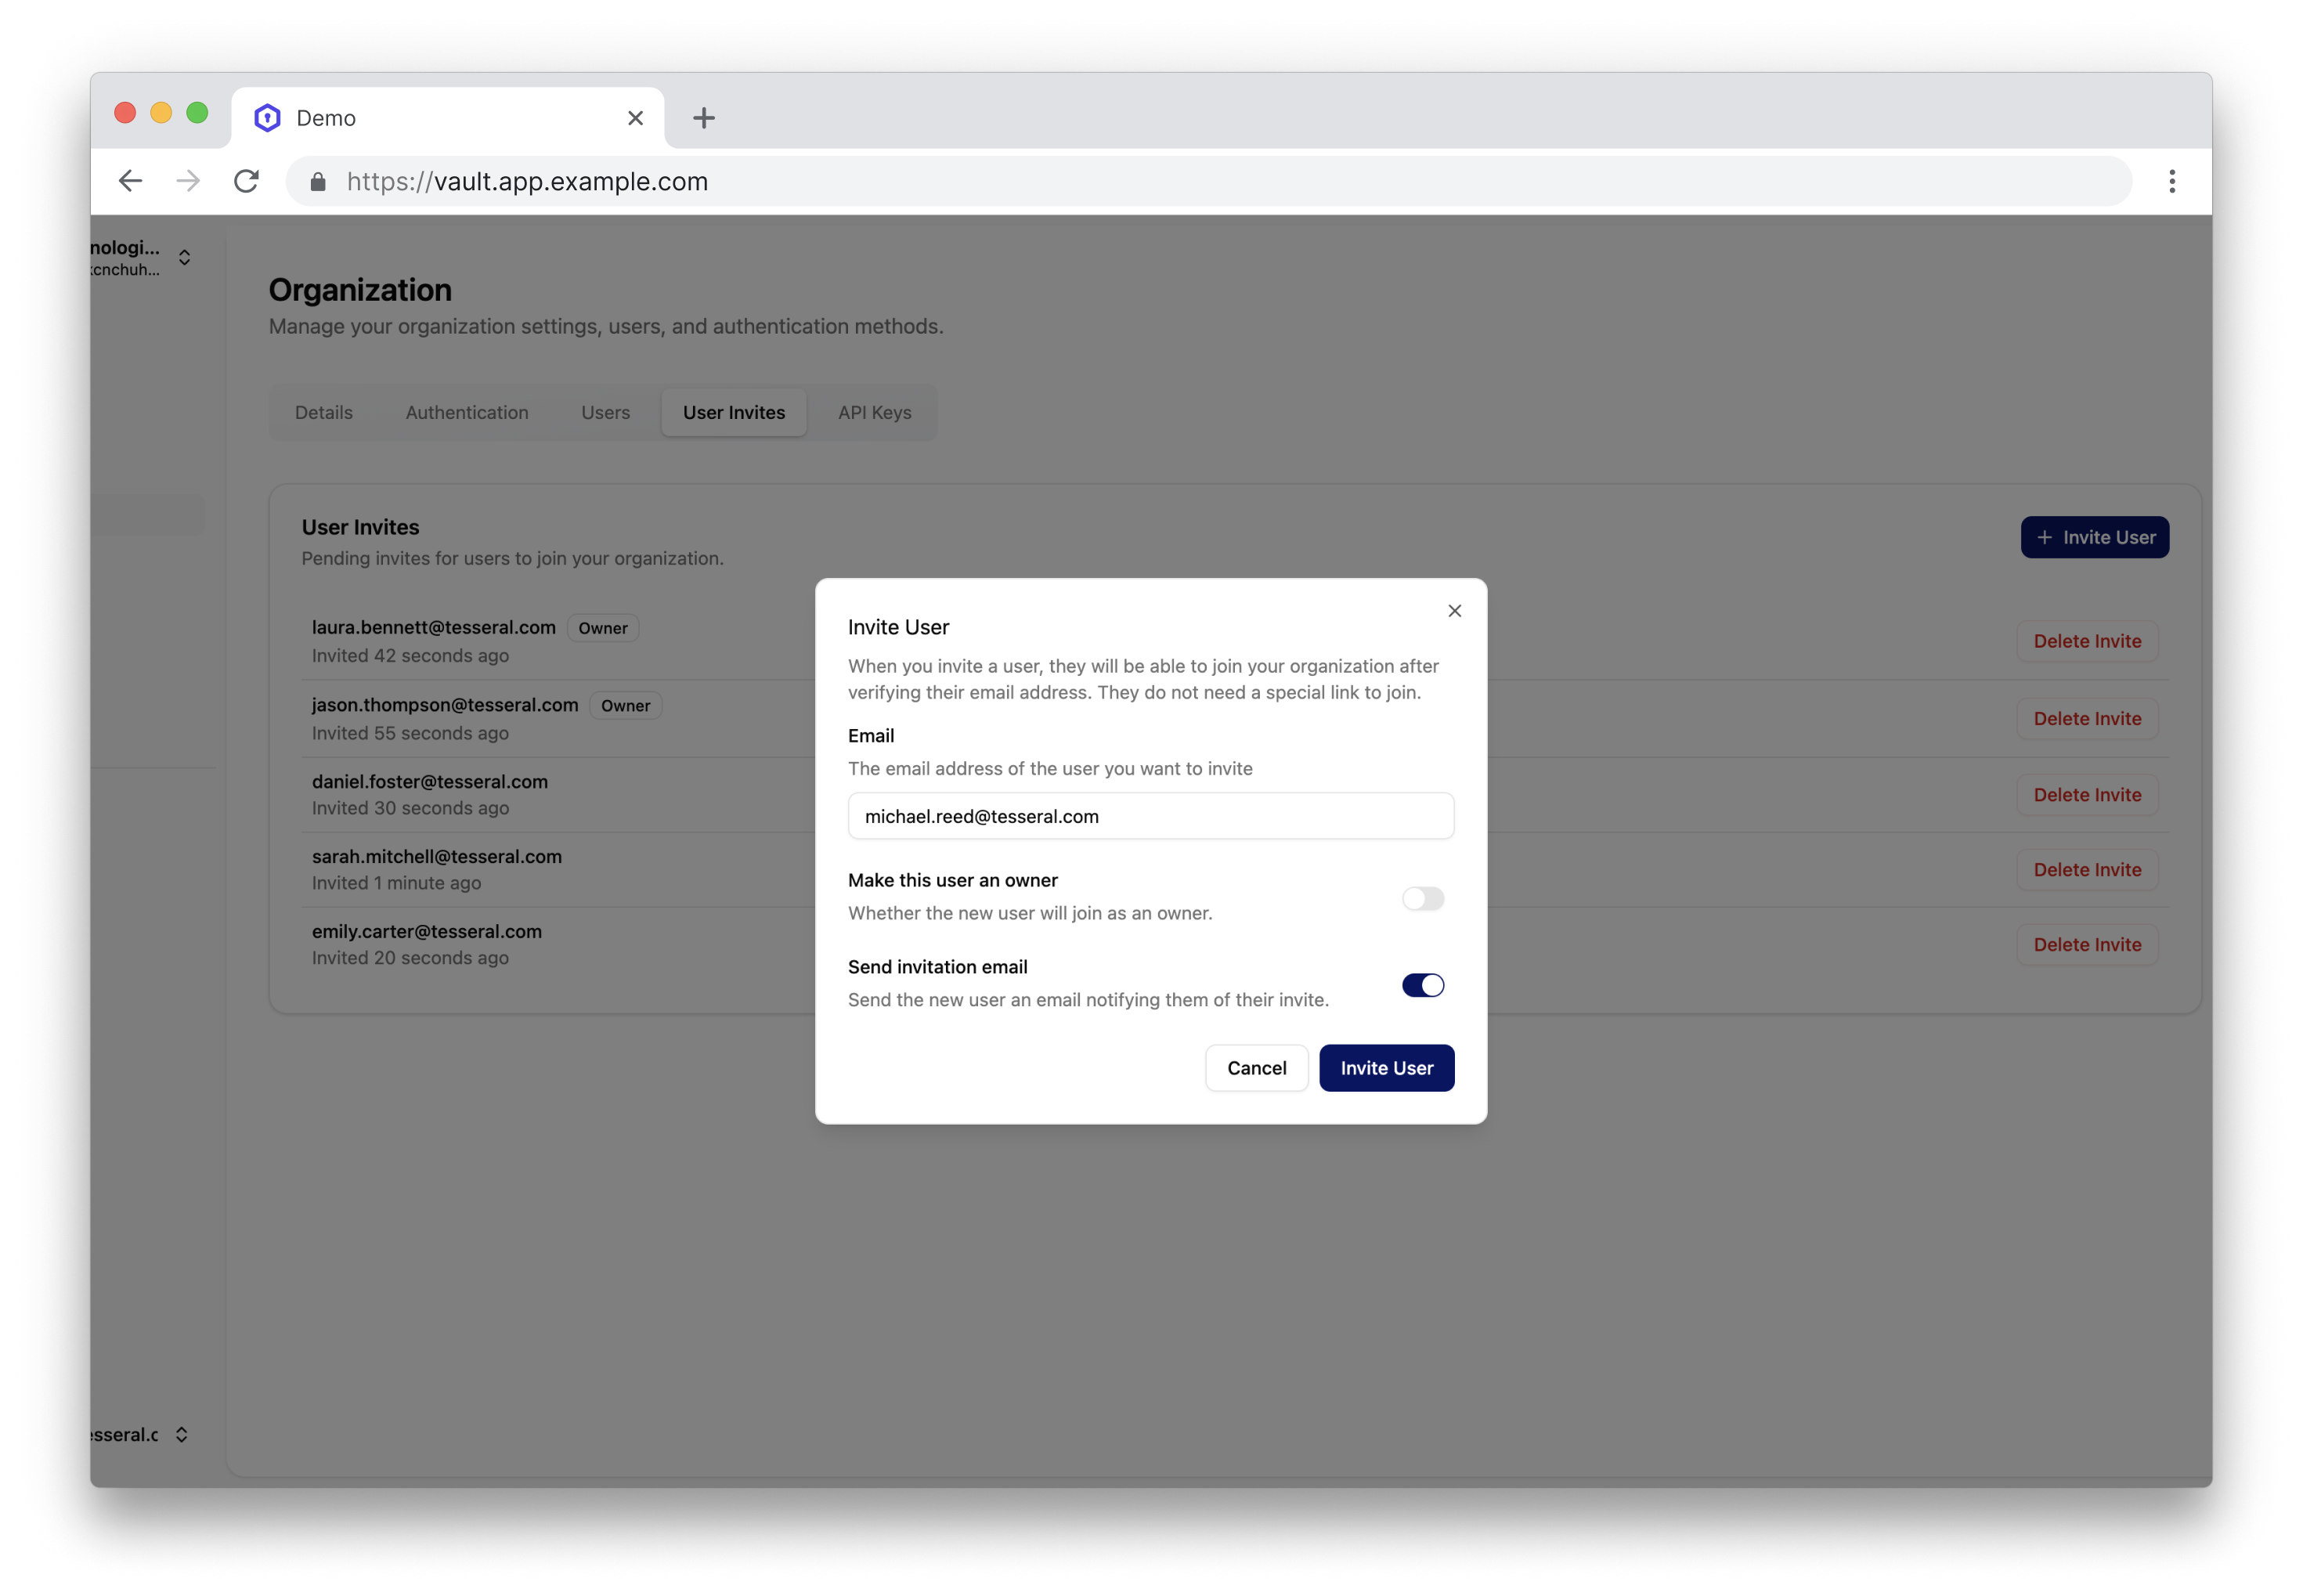 Demo
https://vault.app.example.com
nologi...
cnchuh...
Organization
Manage your organization settings, users, and authentication methods.
Details Authentication Users User Invites API Keys
User Invites
Pending invites for users to join your organization.
+ Invite User
laura.bennett@tesseral.com Owner
Invited 42 seconds ago
Delete Invite
jason.thompson@tesseral.com Owner
Invited 55 seconds ago
Delete Invite
daniel.foster@tesseral.com
Invited 30 seconds ago
Delete Invite
sarah.mitchell@tesseral.com
Invited 1 minute ago
Delete Invite
emily.carter@tesseral.com
Invited 20 seconds ago
Delete Invite
Invite User
When you invite a user, they will be able to join your organization after
verifying their email address. They do not need a special link to join.
Email
The email address of the user you want to invite
michael.reed@tesseral.com
Make this user an owner
Whether the new user will join as an owner.
Send invitation email
Send the new user an email notifying them of their invite.
Cancel Invite User
esseral.c